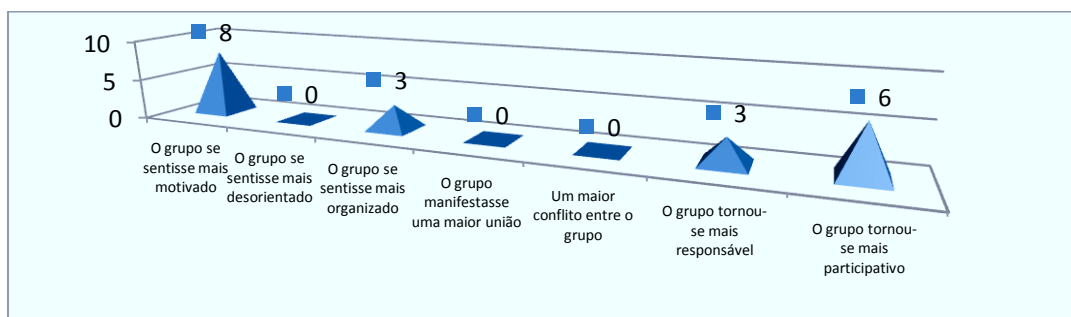 10
5
0
8
0
3
0
0
3
6
O grupo se
sentisse mais
motivado
O grupo se
sentisse mais
desorientado
O grupo se
sentisse mais
organizado
O grupo
manifestasse
uma maior união
Um maior
conflito entre o
grupo
O grupo tornou-
se mais
responsável
O grupo tornou-
se mais
participativo